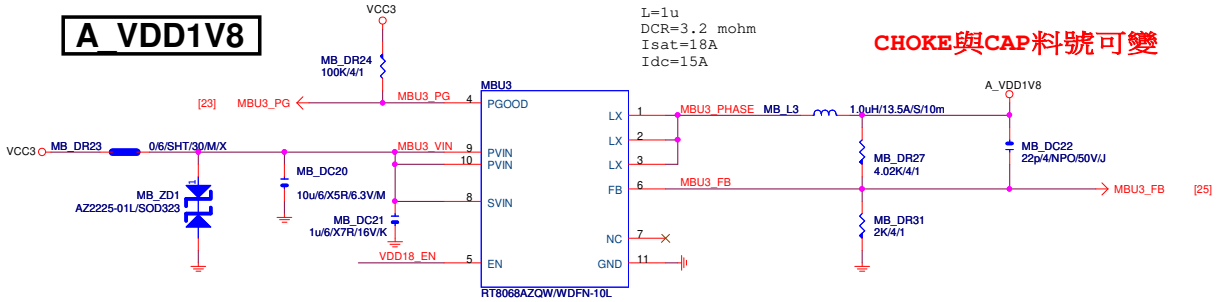 A_VDD1V8
VCC3
MB_DR24
100K/4/1
L=1u
DCR=3.2 mohm
Isat=18A
Idc=15A
CHOKE與CAP料號可變
[23] MBU3_PG
MBU3_PG
MBU3
4 PGOOD
VCC3
MB_DR23
0/6/SHT/30/M/X
MBU3_VIN
9 PVIN
10 PVIN
8 SVIN
1
MB_ZD1
AZ2225-01L/SOD323
MB_DC20
10u/6/X5R/6.3V/M
MB_DC21
1u/6/X7R/16V/K
VDD18_EN
5 EN
LX 1
LX 2
LX 3
FB 6
NC 7
GND 11
RT8068AZQW/WDFN-10L
MBU3_PHASE
MB_L3
1.0uH/13.5A/S/10m
A_VDD1V8
MB_DR27
4.02K/4/1
MB_DC22
22p/4/NPO/50V/J
MBU3_FB
MBU3_FB [25]
MB_DR31
2K/4/1